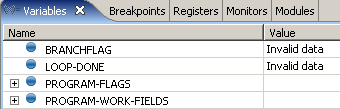 Variables Breakpoints Registers Monitors Modules
Name Value
BRANCHFLAG Invalid data
LOOP-DONE Invalid data
PROGRAM-FLAGS
PROGRAM-WORK-FIELDS